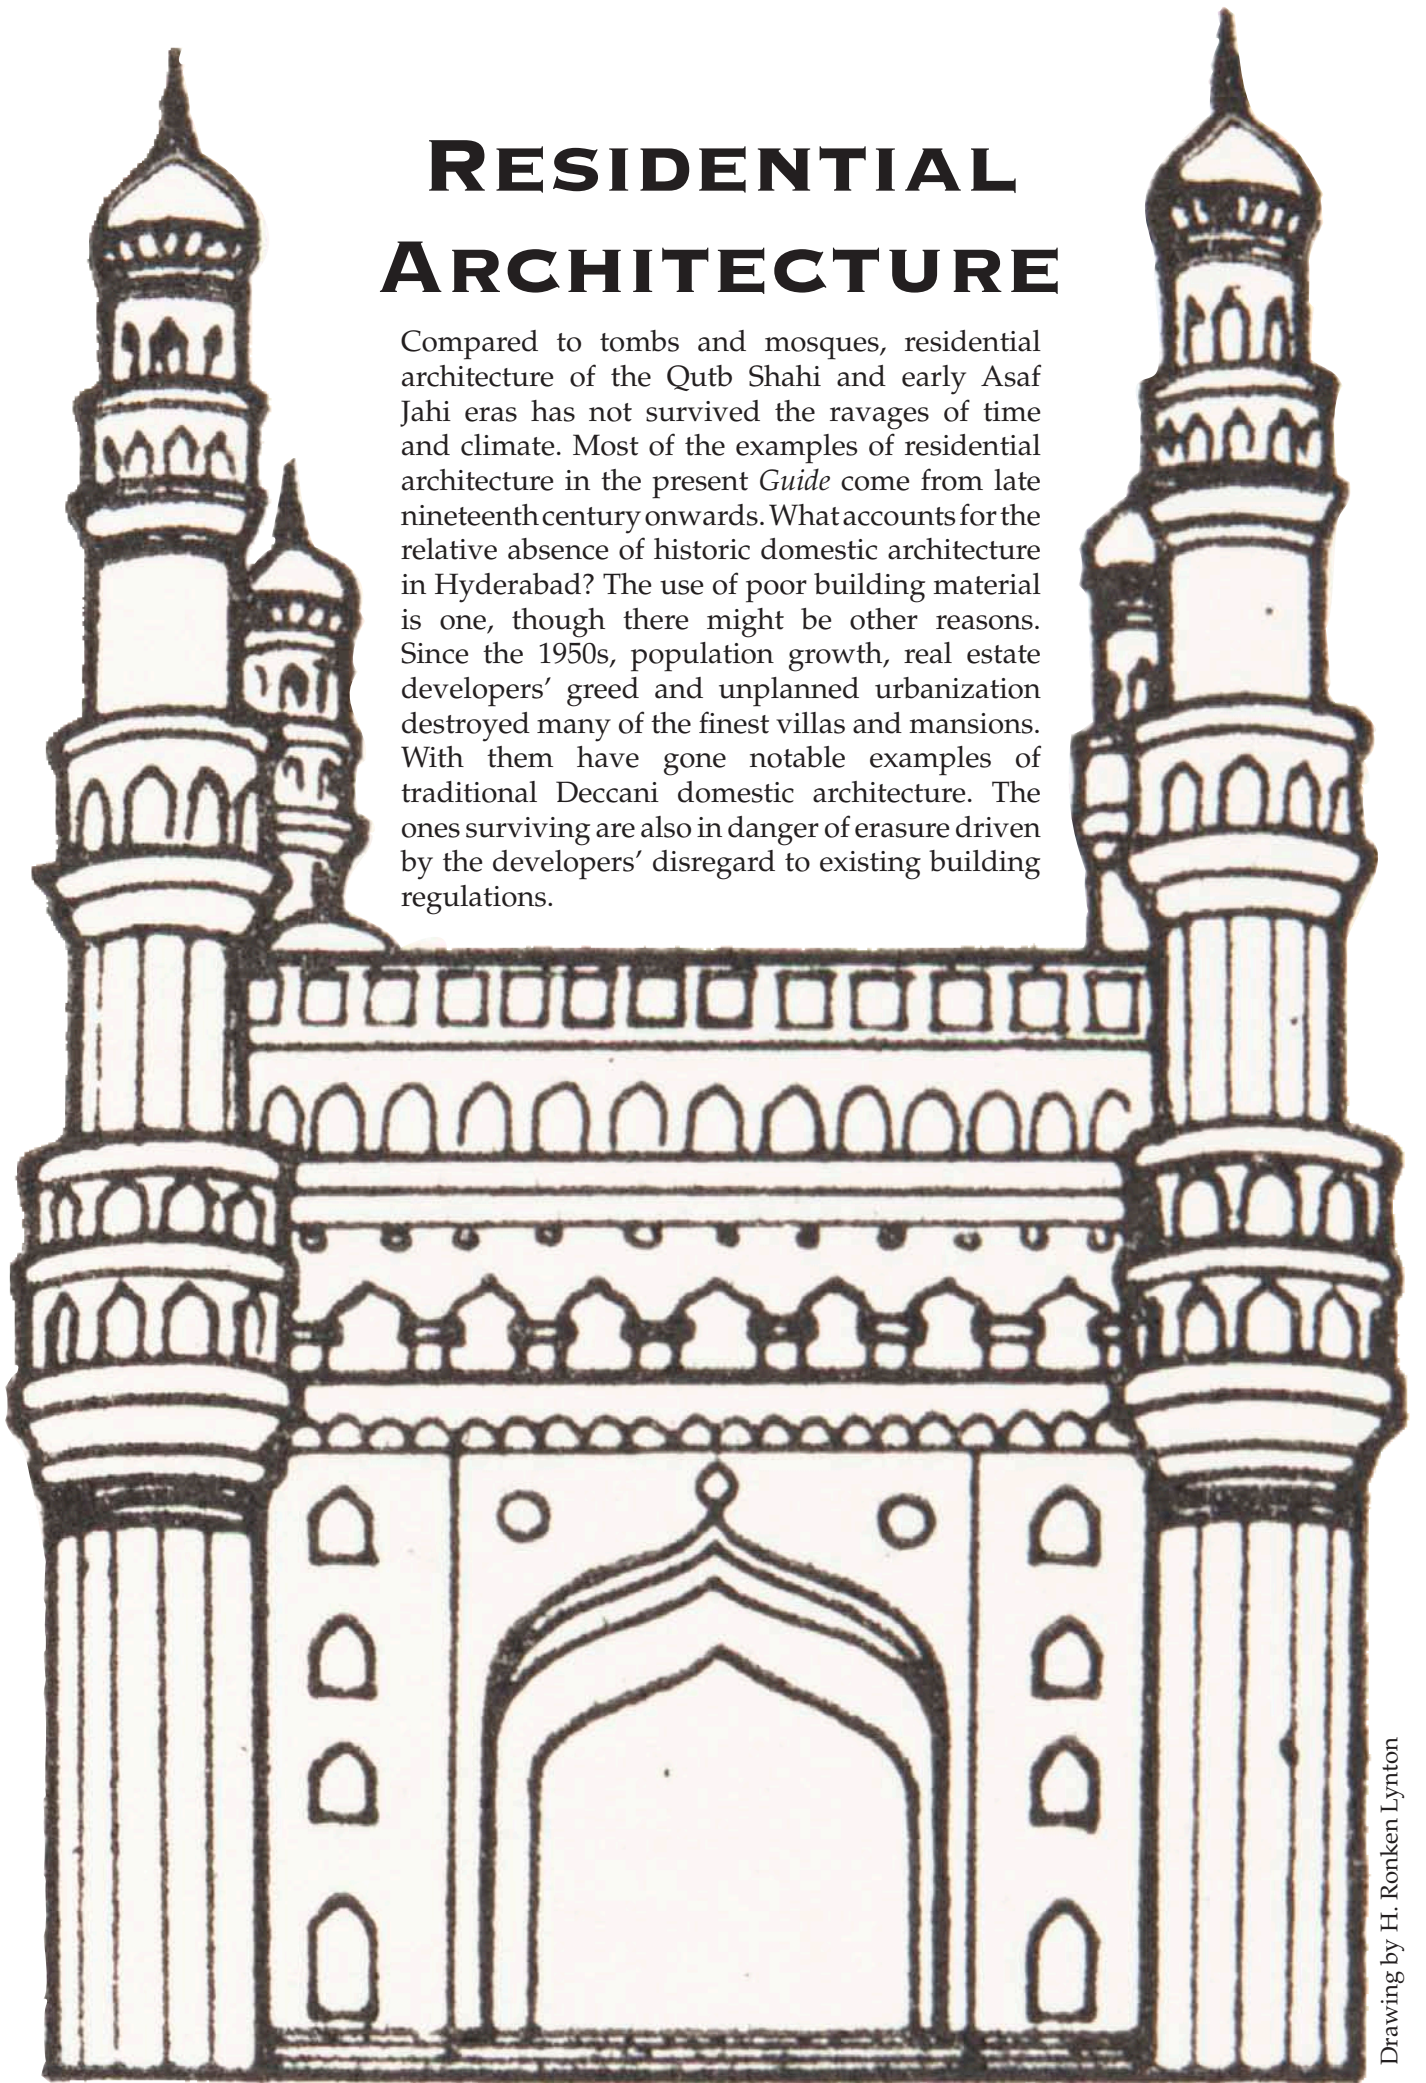 RESIDENTIAL
ARCHITECTURE
Compared to tombs and mosques, residential
architecture of the Qutb Shahi and early Asaf
Jahi eras has not survived the ravages of time
and climate. Most of the examples of residential
architecture in the present Guide come from late
nineteenth century onwards. What accounts for the
relative absence of historic domestic architecture
in Hyderabad? The use of poor building material
is one, though there might be other reasons.
Since the 1950s, population growth, real estate
developers’ greed and unplanned urbanization
destroyed many of the finest villas and mansions.
With them have gone notable examples of
traditional Deccani domestic architecture. The
ones surviving are also in danger of erasure driven
by the developers’ disregard to existing building
regulations.
Drawing by H. Ronken Lynton